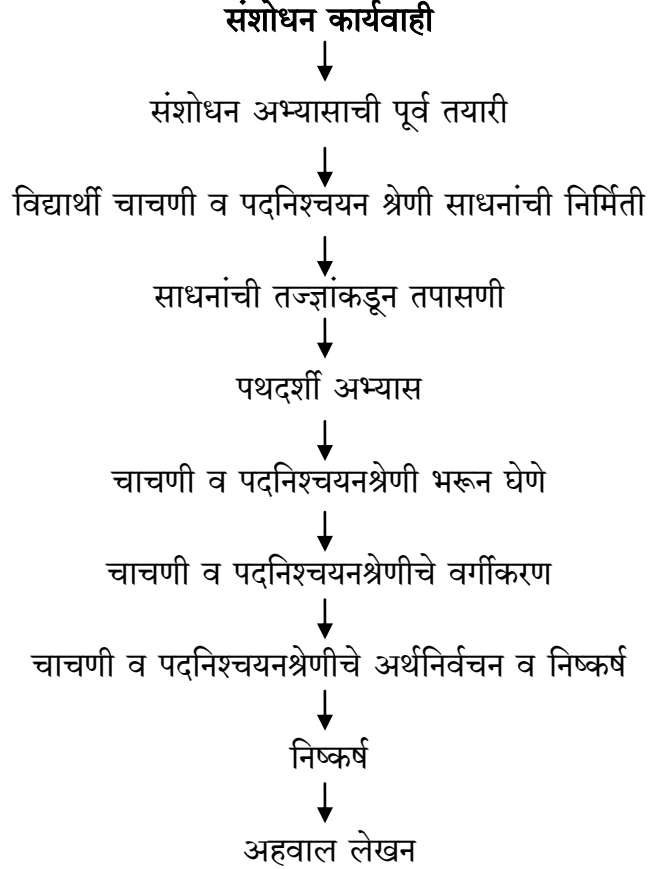 संशोधन कार्यवाही
संशोधन अभ्यासाची पूर्व तयारी
विद्यार्थी चाचणी व पदनिश्चयन श्रेणी साधनांची निर्मिती
साधनांची तज्ज्ञांकडून तपासणी
पथदर्शी अभ्यास
चाचणी व पदनिश्चयनश्रेणी भरून घेणे
चाचणी व पदनिश्चयनश्रेणीचे वर्गीकरण
चाचणी व पदनिश्चयनश्रेणीचे अर्थनिर्वचन व निष्कर्ष
निष्कर्ष
अहवाल लेखन